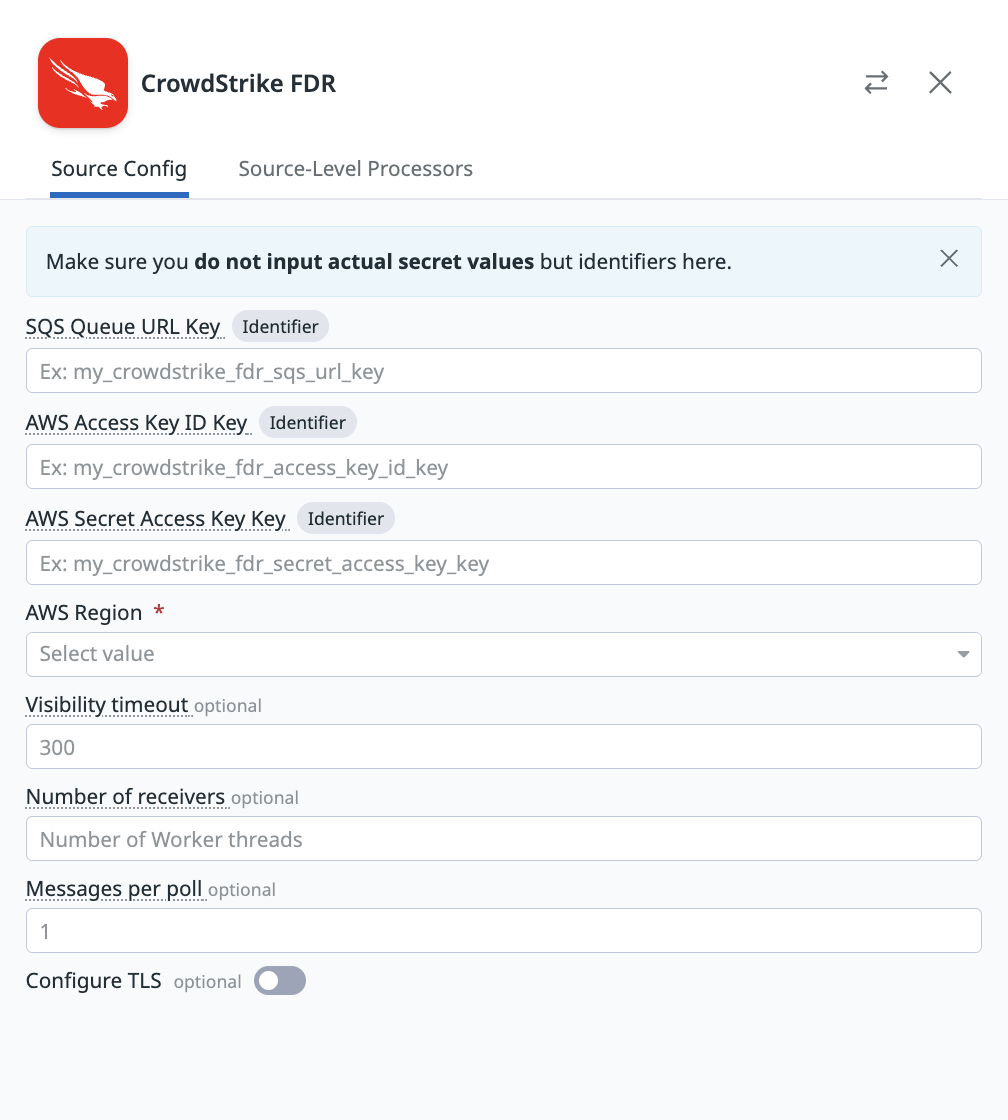 CrowdStrike FDR
Source Config Source-Level Processors
Make sure you do not input actual secret values but identifiers here.
SQS Queue URL Key Identifier
Ex: my_crowdstrike_fdr_sqs_url_key
AWS Access Key ID Key Identifier
Ex: my_crowdstrike_fdr_access_key_id_key
AWS Secret Access Key Key Identifier
Ex: my_crowdstrike_fdr_secret_access_key_key
AWS Region *
Select value
Visibility timeout optional
300
Number of receivers optional
Number of Worker threads
Messages per poll optional
1
Configure TLS optional